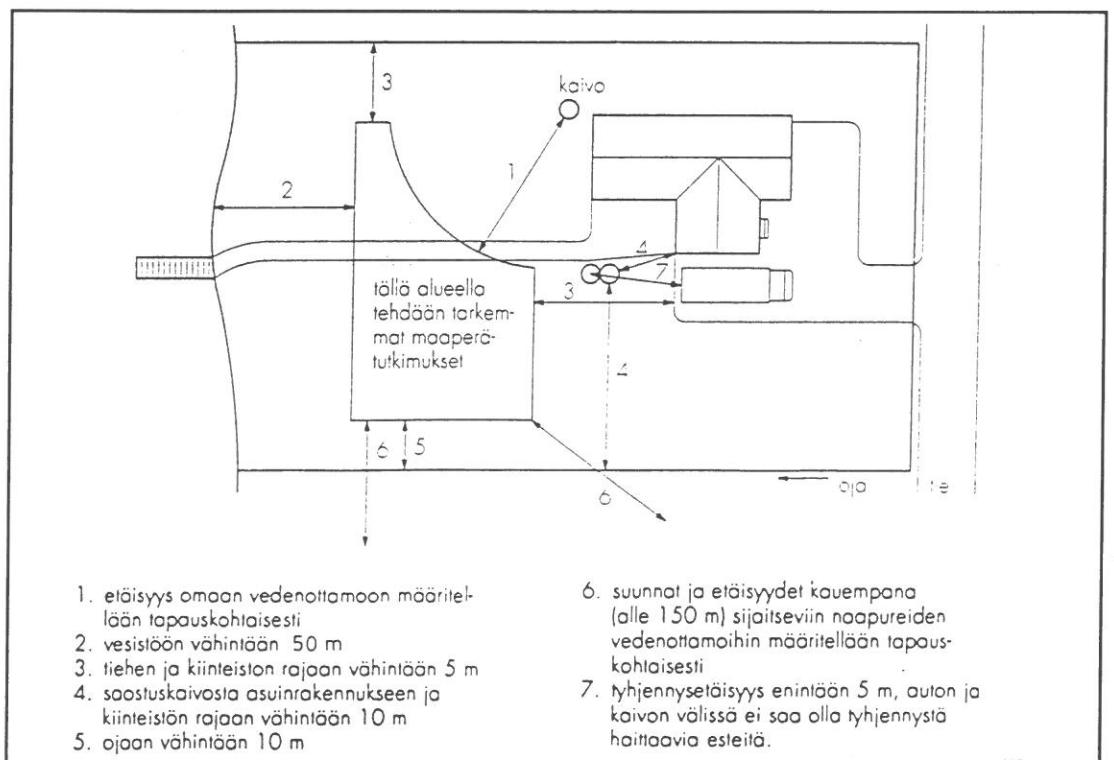 3
kaivo
1
2
4
7
3
tällä alueella
tehdään tarkem-
mat maaperä-
tutkimukset
4
6
5
6
oja
1. etäisyys omaan vedenottamoon määritel-
lään tapauskohtaisesti
2. vesistöön vähintään 50 m
3. tiehen ja kiinteiston rajaan vähintään 5 m
4. saostuskaivosta asuinrakennukseen ja
kiinteistön rajaan vähintään 10 m
5. ojaan vähintään 10 m
6. suunnat ja etäisyydet kauempana
(alle 150 m) sijaitseviin naapureiden
vedenottamoihin määritellään tapaus-
kohtaisesti
7. tyhjennysetäisyys enintään 5 m, auton ja
kaivon välissä ei saa olla tyhjennystä
haittaavia esteitä.